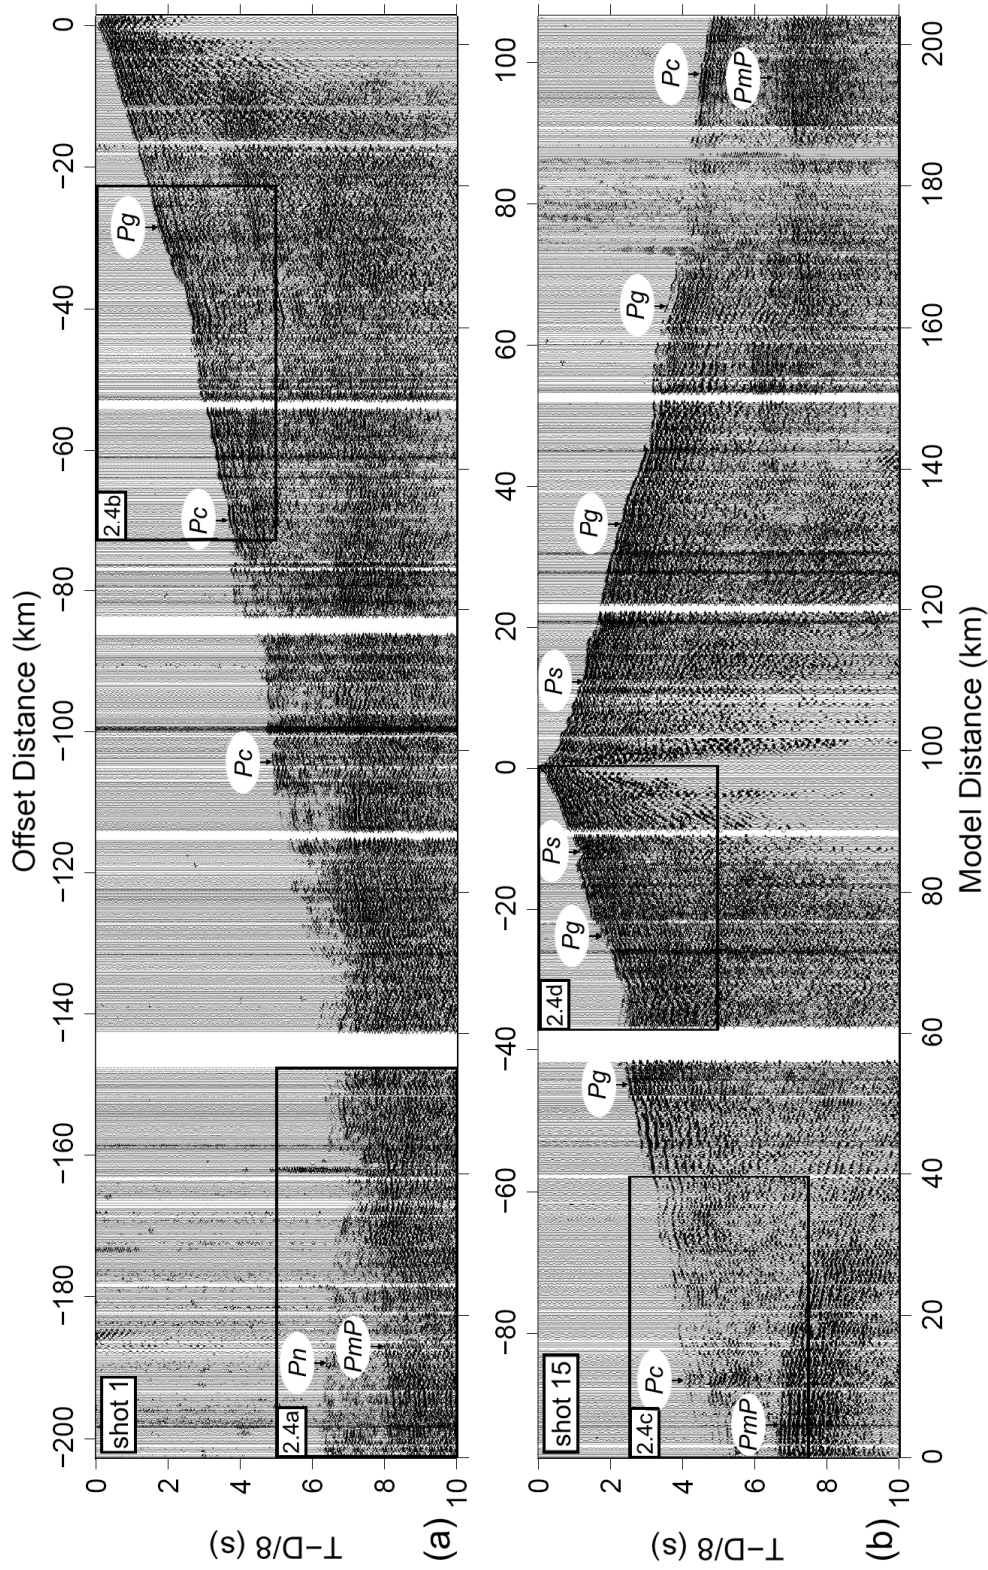 Offset Distance (km)
−200 −180 −160 −140 −120 −100 −80 −60 −40 −20 0
shot 1
2.4a
2.4b
Pn
PmP
Pc
Pc
Pg
0
2
4
6
8
10
T−D/8 (s)
(a)
−80 −60 −40 −20 0 20 40 60 80 100
shot 15
2.4c
2.4d
PmP
Pc
Pg
Pg
Ps
Ps
Pg
Pg
Pc
PmP
0
2
4
6
8
10
T−D/8 (s)
(b)
0 20 40 60 80 100 120 140 160 180 200
Model Distance (km)